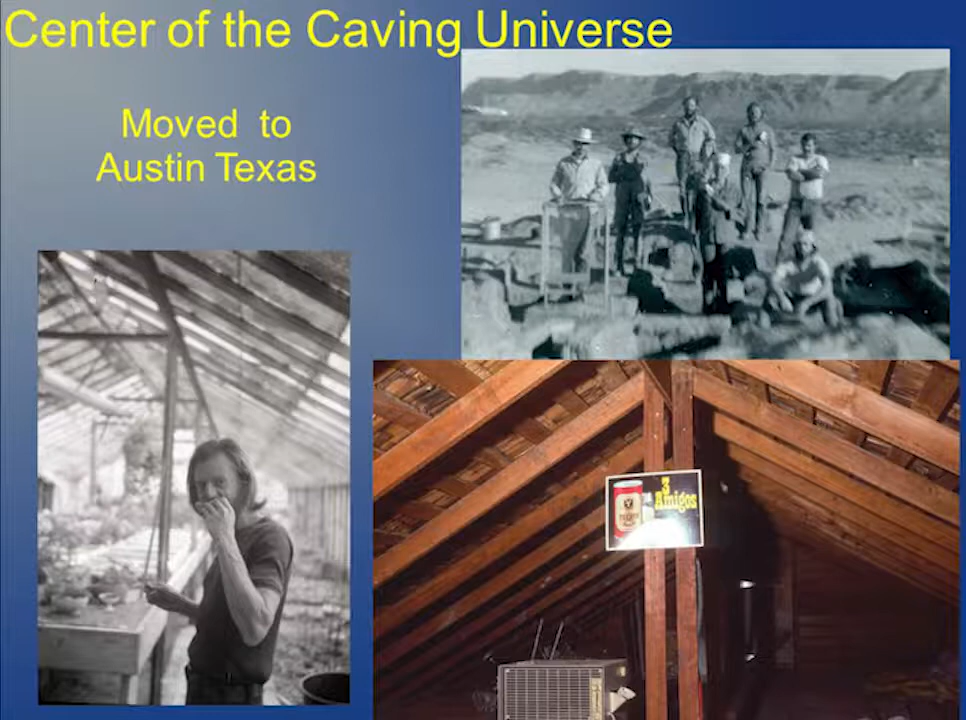 Center of the Caving Universe
Moved to
Austin Texas
3
Amigos